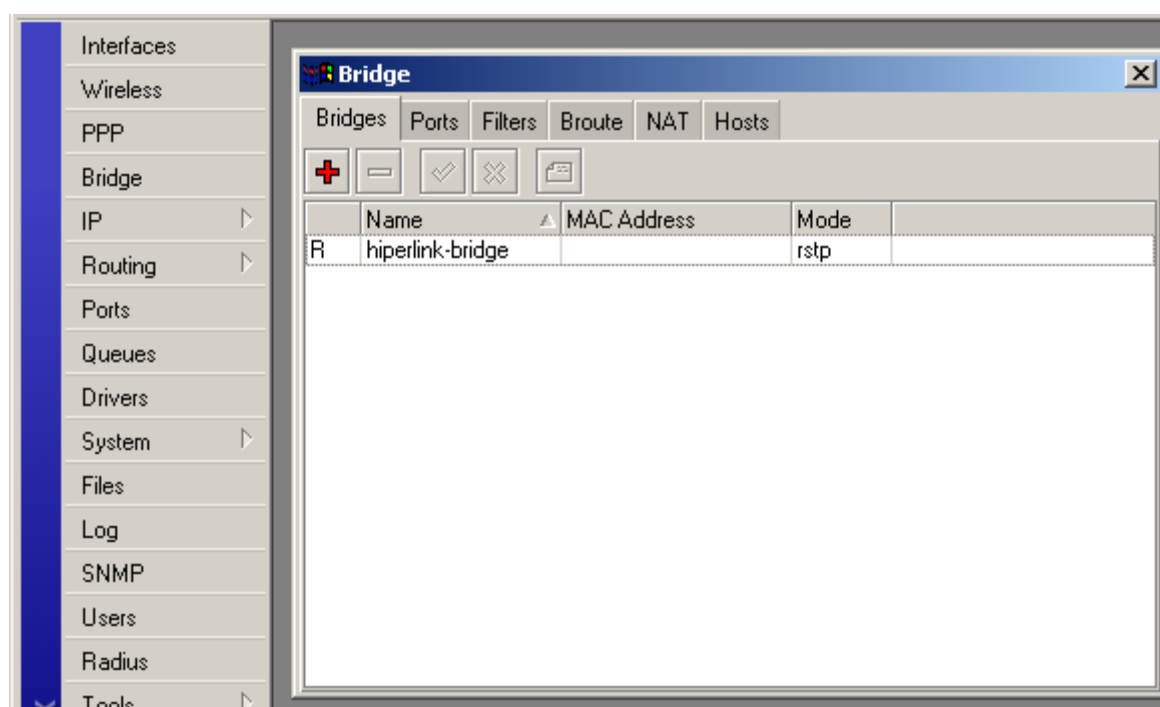 Interfaces
Wireless
PPP
Bridge
IP
Routing
Ports
Queues
Drivers
System
Files
Log
SNMP
Users
Radius
Tools
Bridge
Bridges Ports Filters Broute NAT Hosts
Name MAC Address Mode
R hiperlink-bridge rstp